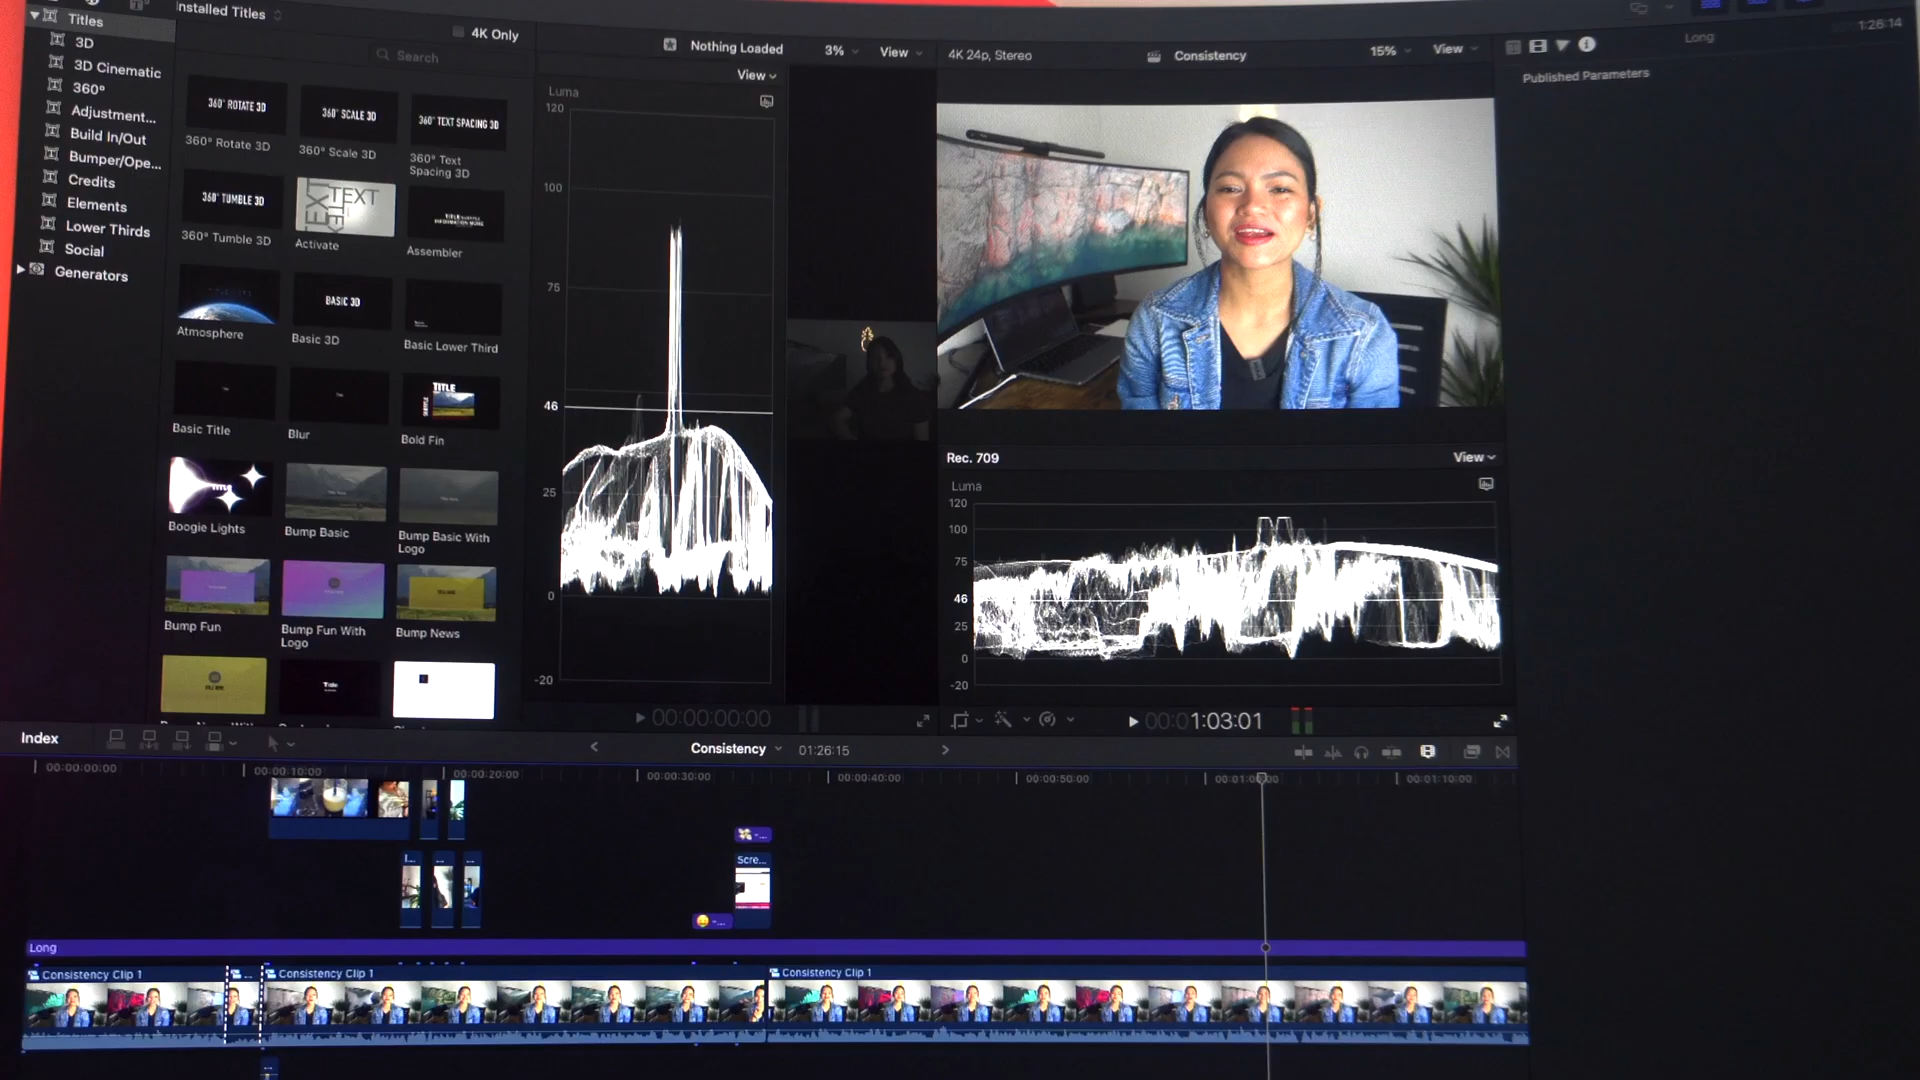 Installed Titles
4K Only
Search
Titles
3D
3D Cinematic
360°
Adjustment...
Build In/Out
Bumper/Ope...
Credits
Elements
Lower Thirds
Social
Generators
360° ROTATE 3D
360° SCALE 3D
360° TEXT SPACING 3D
360° Rotate 3D
360° Scale 3D
360° Text
Spacing 3D
360° TUMBLE 3D
TEXT
360° Tumble 3D
Activate
Assembler
BASIC 3D
Atmosphere
Basic 3D
Basic Lower Third
TITLE
Basic Title
Blur
Bold Fin
Boogie Lights
Bump Basic
Bump Basic With
Logo
Bump Fun
Bump Fun With
Logo
Bump News
Title
Nothing Loaded
3%
View
View
Luma
120
100
75
46
25
0
-20
00:00:00:00
4K 24p, Stereo
Consistency
15%
View
Rec. 709
View
Luma
120
100
75
46
25
0
-20
00:01:03:01
Long
1:26:14
Published Parameters
Index
Consistency
01:26:15
00:00:00:00
00:00:10:00
00:00:20:00
00:00:30:00
00:00:40:00
00:00:50:00
00:01:00:00
00:01:10:00
Scre...
Long
Consistency Clip 1
Consistency Clip 1
Consistency Clip 1